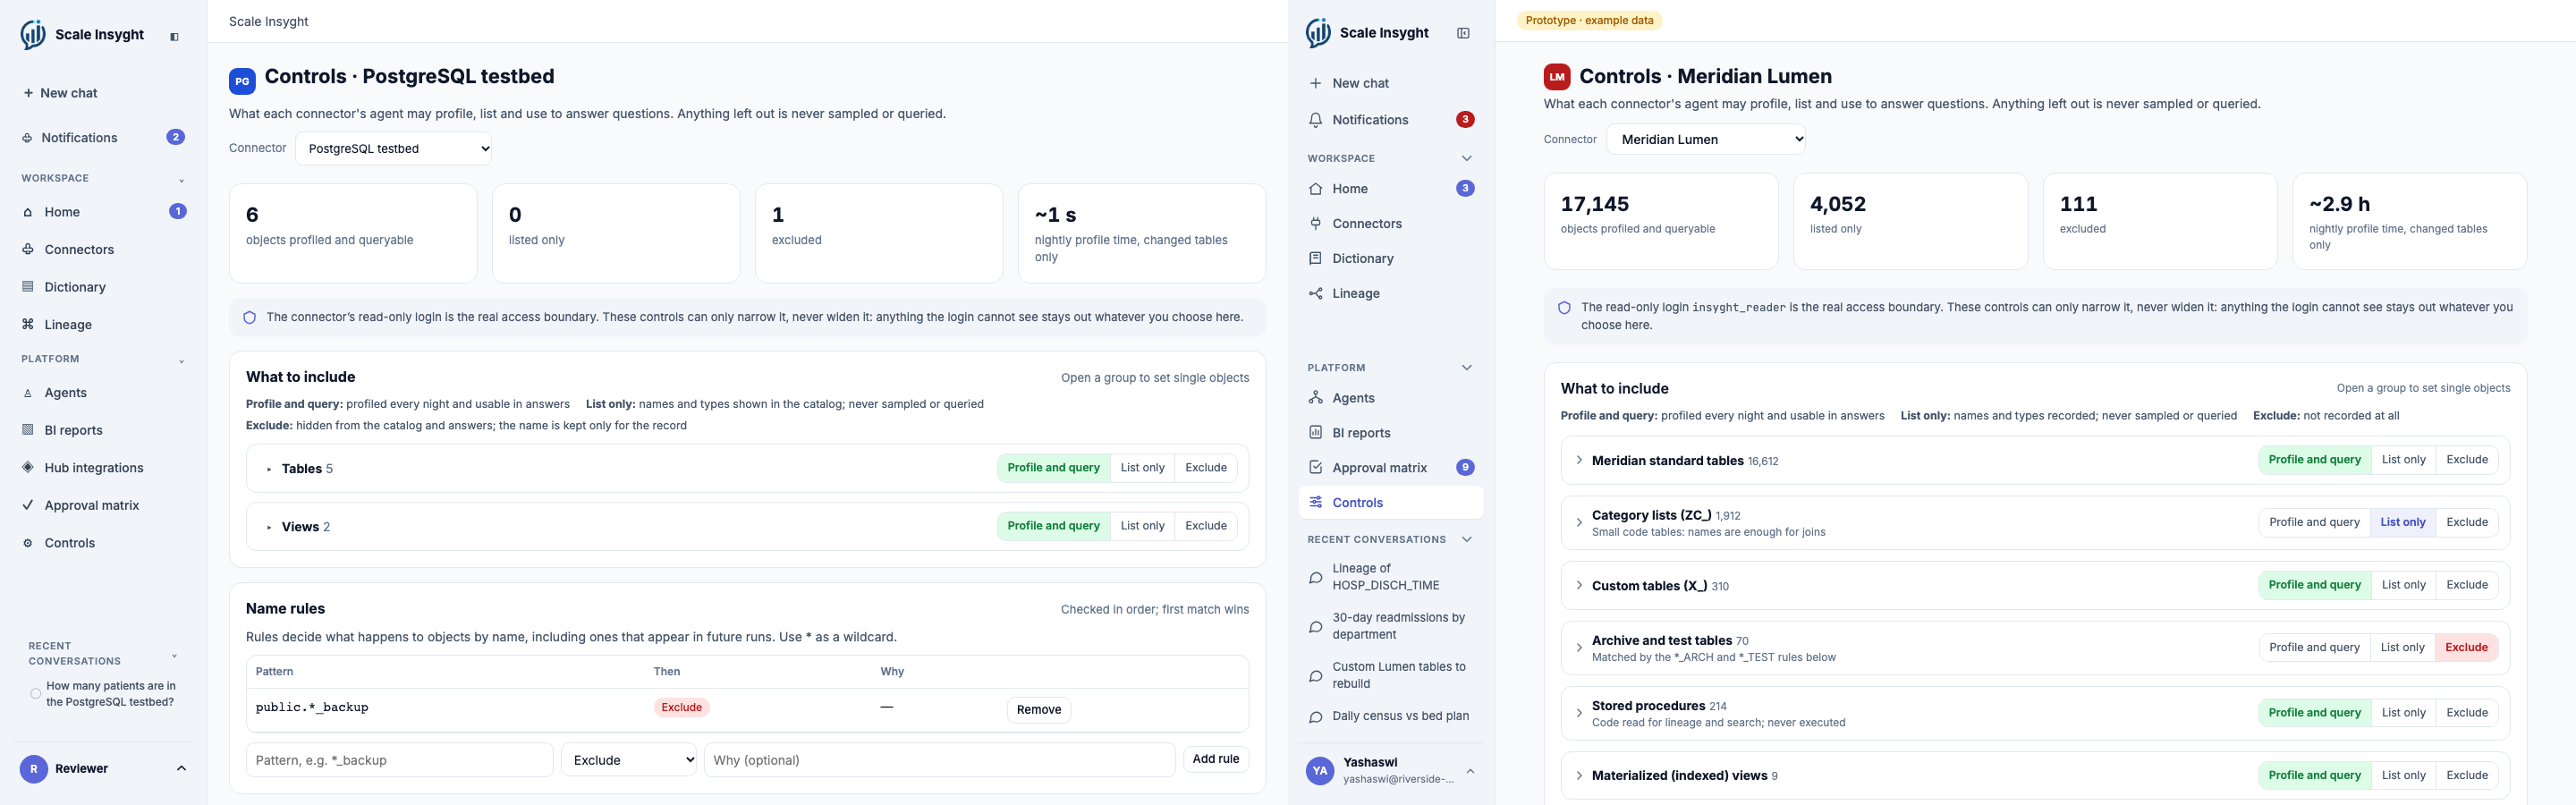 Scale Insyght
+ New chat
Notifications 2
WORKSPACE
Home 1
Connectors
Dictionary
Lineage
PLATFORM
Agents
BI reports
Hub integrations
Approval matrix
Controls
RECENT
CONVERSATIONS
How many patients are in
the PostgreSQL testbed?
R Reviewer
Scale Insyght
PG Controls · PostgreSQL testbed
What each connector's agent may profile, list and use to answer questions. Anything left out is never sampled or queried.
Connector PostgreSQL testbed
6
objects profiled and queryable
0
listed only
1
excluded
~1 s
nightly profile time, changed tables
only
The connector’s read-only login is the real access boundary. These controls can only narrow it, never widen it: anything the login cannot see stays out whatever you choose here.
What to include Open a group to set single objects
Profile and query: profiled every night and usable in answers List only: names and types shown in the catalog; never sampled or queried
Exclude: hidden from the catalog and answers; the name is kept only for the record
Tables 5 Profile and query List only Exclude
Views 2 Profile and query List only Exclude
Name rules Checked in order; first match wins
Rules decide what happens to objects by name, including ones that appear in future runs. Use * as a wildcard.
Pattern Then Why
public.*_backup Exclude — Remove
Pattern, e.g. *_backup Exclude Why (optional) Add rule
Scale Insyght
New chat
Notifications 3
WORKSPACE
Home 3
Connectors
Dictionary
Lineage
PLATFORM
Agents
BI reports
Approval matrix 9
Controls
RECENT CONVERSATIONS
Lineage of
HOSP_DISCH_TIME
30-day readmissions by
department
Custom Lumen tables to
rebuild
Daily census vs bed plan
YA Yashaswi
yashaswi@riverside-...
Prototype · example data
LM Controls · Meridian Lumen
What each connector's agent may profile, list and use to answer questions. Anything left out is never sampled or queried.
Connector Meridian Lumen
17,145
objects profiled and queryable
4,052
listed only
111
excluded
~2.9 h
nightly profile time, changed tables
only
The read-only login insyght_reader is the real access boundary. These controls can only narrow it, never widen it: anything the login cannot see stays out whatever you
choose here.
What to include Open a group to set single objects
Profile and query: profiled every night and usable in answers List only: names and types recorded; never sampled or queried Exclude: not recorded at all
Meridian standard tables 16,612 Profile and query List only Exclude
Category lists (ZC_) 1,912 Profile and query List only Exclude
Small code tables: names are enough for joins
Custom tables (X_) 310 Profile and query List only Exclude
Archive and test tables 70 Profile and query List only Exclude
Matched by the *_ARCH and *_TEST rules below
Stored procedures 214 Profile and query List only Exclude
Code read for lineage and search; never executed
Materialized (indexed) views 9 Profile and query List only Exclude